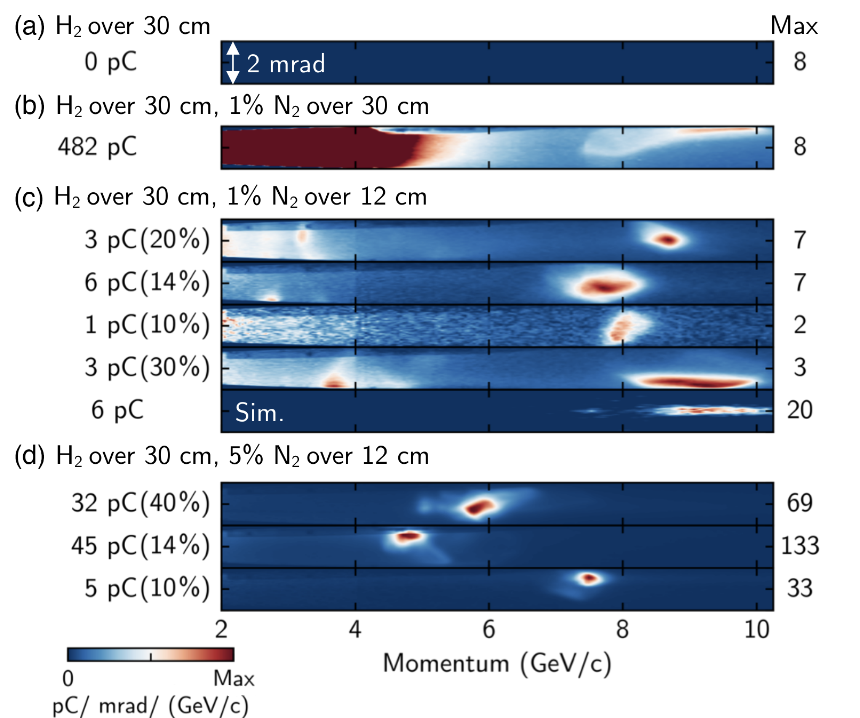 (a) H₂ over 30 cm
Max
0 pC
2 mrad
8
(b) H₂ over 30 cm, 1% N₂ over 30 cm
482 pC
8
(c) H₂ over 30 cm, 1% N₂ over 12 cm
3 pC(20%)
7
6 pC(14%)
7
1 pC(10%)
2
3 pC(30%)
3
6 pC
Sim.
20
(d) H₂ over 30 cm, 5% N₂ over 12 cm
32 pC(40%)
69
45 pC(14%)
133
5 pC(10%)
33
2 4 6 8 10
Momentum (GeV/c)
0 Max
pC/ mrad/ (GeV/c)